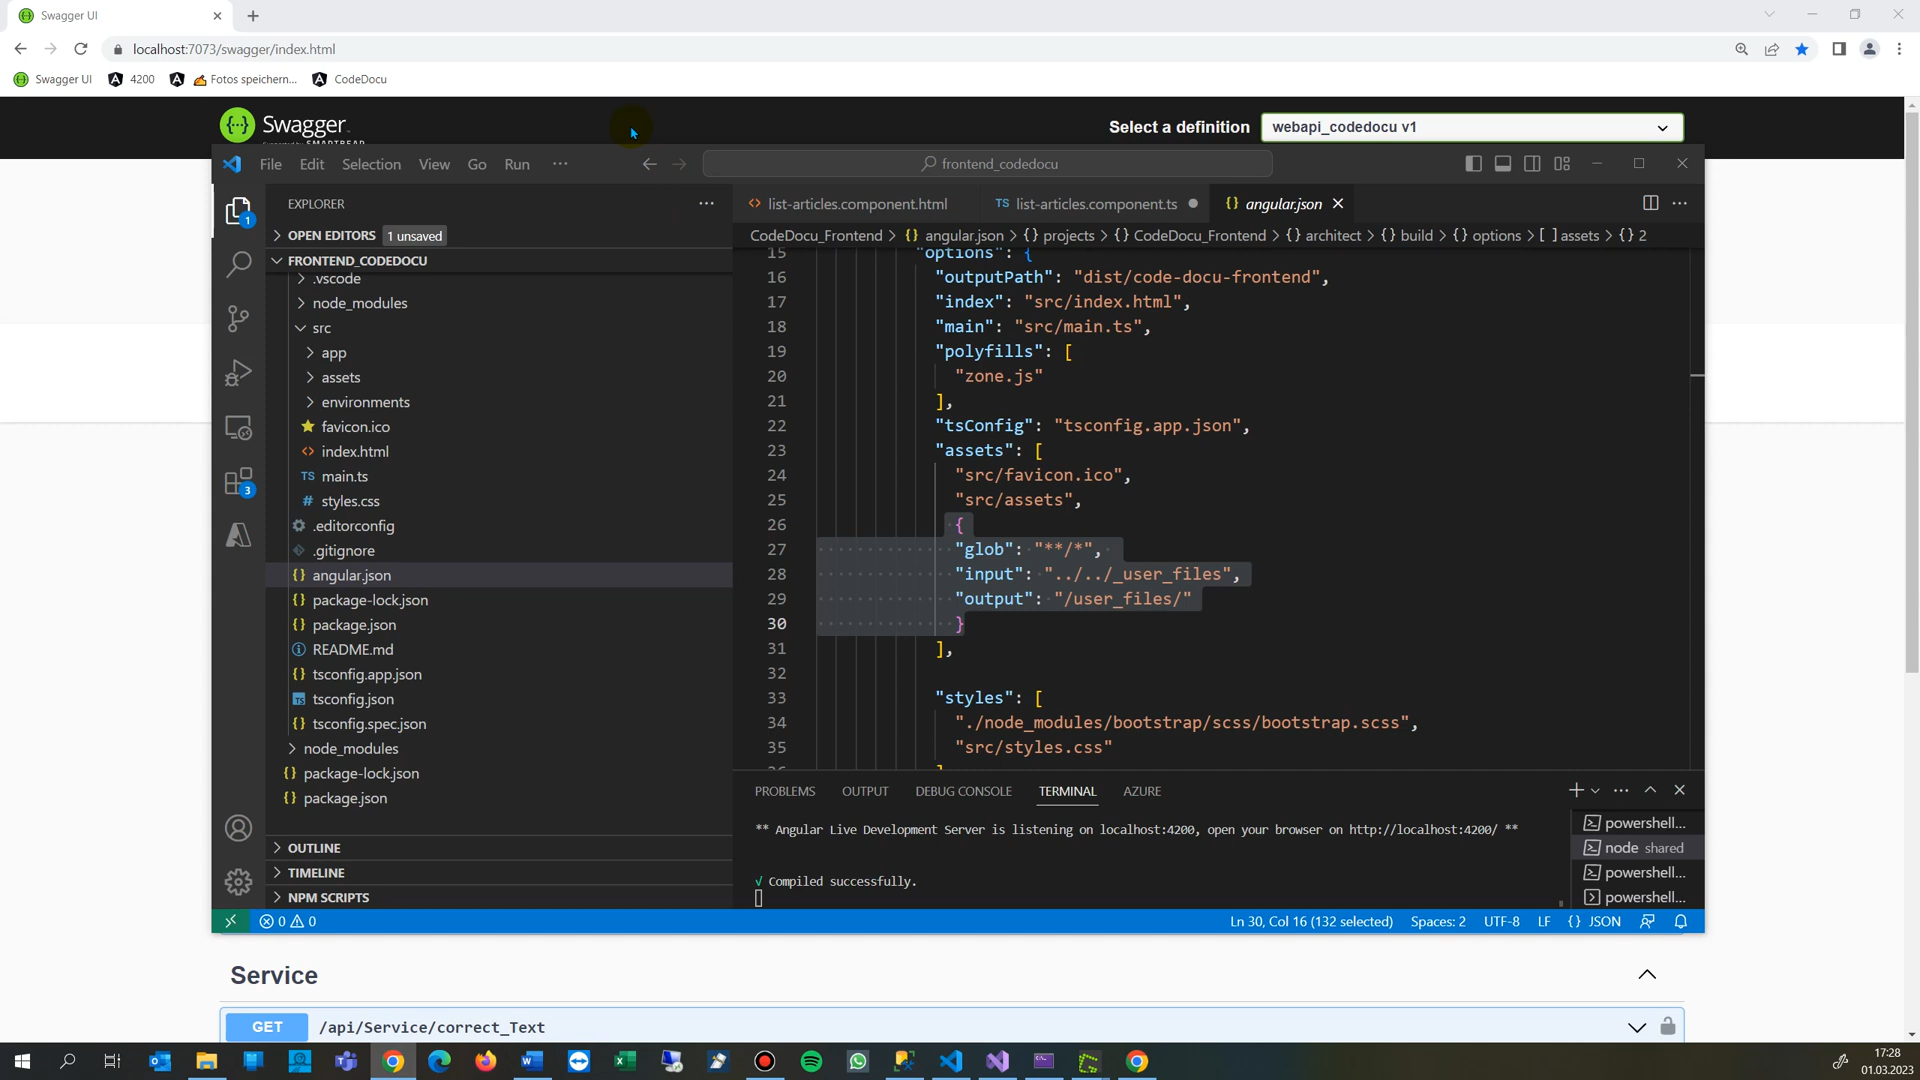 Swagger UI
localhost:7073/swagger/index.html
Swagger UI
4200
Fotos speichern...
CodeDocu
Swagger
Select a definition
webapi_codedocu v1
File Edit Selection View Go Run ···
frontend_codedocu
EXPLORER
OPEN EDITORS 1 unsaved
FRONTEND_CODEDOCU
.vscode
node_modules
src
app
assets
environments
favicon.ico
index.html
TS main.ts
# styles.css
.editorconfig
.gitignore
{} angular.json
{} package-lock.json
{} package.json
README.md
{} tsconfig.app.json
tsconfig.json
{} tsconfig.spec.json
node_modules
{} package-lock.json
{} package.json
OUTLINE
TIMELINE
NPM SCRIPTS
1
3
<> list-articles.component.html
TS list-articles.component.ts
{} angular.json
CodeDocu_Frontend > {} angular.json > {} projects > {} CodeDocu_Frontend > {} architect > {} build > {} options > [ ] assets > {} 2
15 "options": {
16 "outputPath": "dist/code-docu-frontend",
17 "index": "src/index.html",
18 "main": "src/main.ts",
19 "polyfills": [
20 "zone.js"
21 ],
22 "tsConfig": "tsconfig.app.json",
23 "assets": [
24 "src/favicon.ico",
25 "src/assets",
26 {
27 "glob": "**/*",
28 "input": "../../_user_files",
29 "output": "/user_files/"
30 }
31 ],
32
33 "styles": [
34 "./node_modules/bootstrap/scss/bootstrap.scss",
35 "src/styles.css"
PROBLEMS OUTPUT DEBUG CONSOLE TERMINAL AZURE
** Angular Live Development Server is listening on localhost:4200, open your browser on http://localhost:4200/ **
√ Compiled successfully.
powershell...
node shared
powershell...
powershell...
0 0
Ln 30, Col 16 (132 selected) Spaces: 2 UTF-8 LF {} JSON
Service
GET /api/Service/correct_Text
17:28
01.03.2023